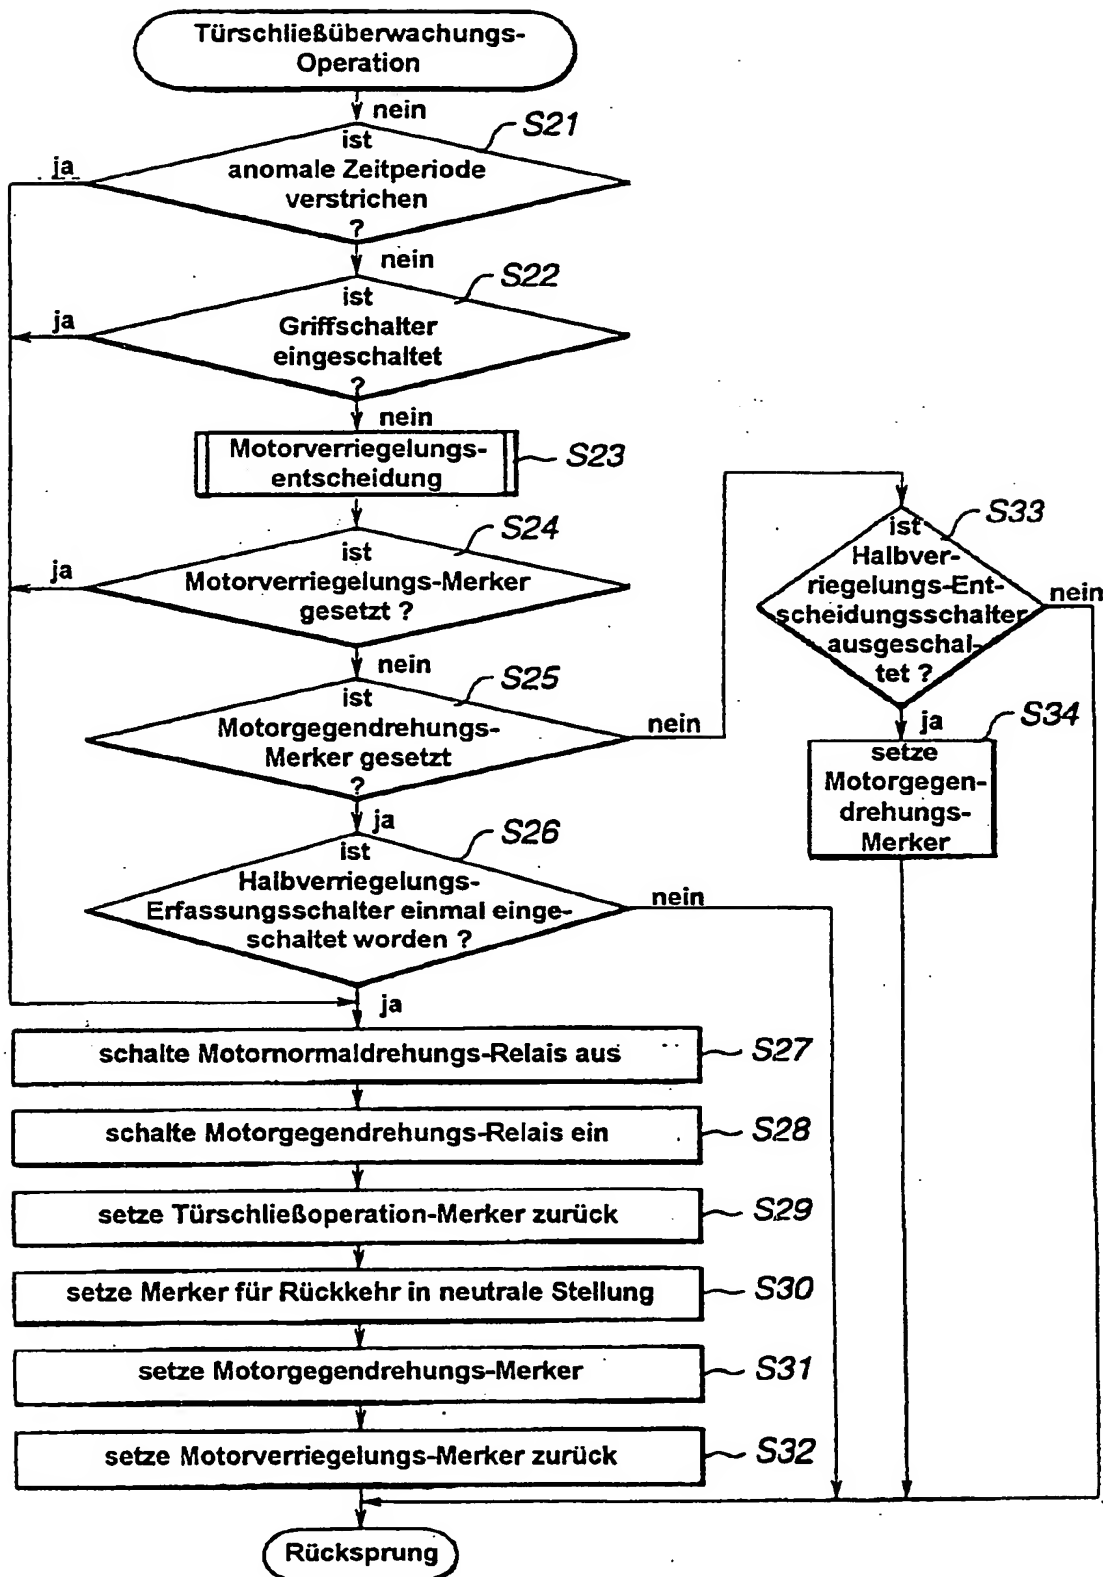 Türschließüberwachungs-
Operation
nein
S21
ja
ist
anomale Zeitperiode
verstrichen
?
nein
S22
ja
ist
Griffschalter
eingeschaltet
?
nein
Motorverriegelungs-
entscheidung
S23
S24
ja
ist
Motorverriegelungs-Merker
gesetzt ?
nein
S25
ist
Motorgegendrehungs-
Merker gesetzt
?
nein
ja
S26
ist
Halbverriegelungs-
Erfassungsschalter einmal einge-
schaltet worden ?
nein
ja
S33
ist
Halbver-
riegelungs-Ent-
scheidungsschalter
ausgeschal-
tet ?
nein
ja
S34
setze
Motorgegen-
drehungs-
Merker
schalte Motornormaldrehungs-Relais aus
S27
schalte Motorgegendrehungs-Relais ein
S28
setze Türschließoperation-Merker zurück
S29
setze Merker für Rückkehr in neutrale Stellung
S30
setze Motorgegendrehungs-Merker
S31
setze Motorverriegelungs-Merker zurück
S32
Rücksprung